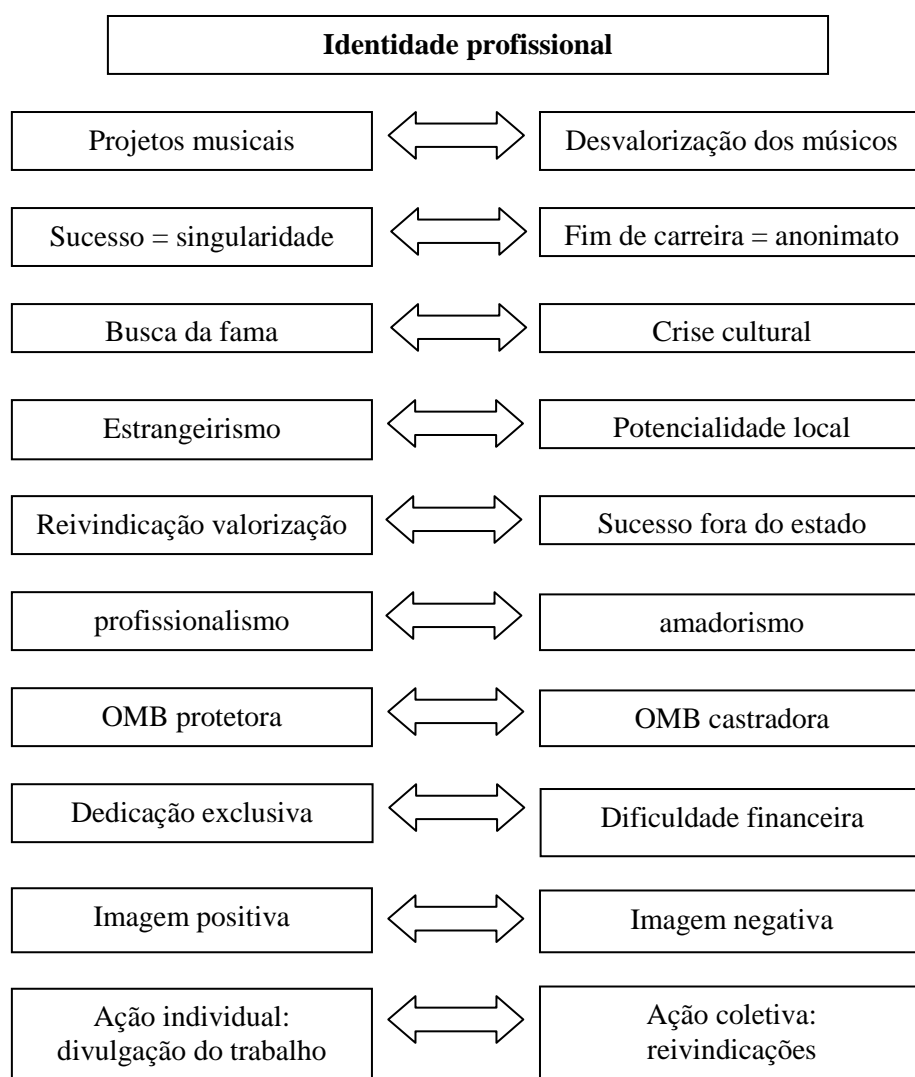 Identidade profissional
Projetos musicais
Desvalorização dos músicos
Sucesso = singularidade
Fim de carreira = anonimato
Busca da fama
Crise cultural
Estrangeirismo
Potencialidade local
Reivindicação valorização
Sucesso fora do estado
profissionalismo
amadorismo
OMB protetora
OMB castradora
Dedicação exclusiva
Dificuldade financeira
Imagem positiva
Imagem negativa
Ação individual:
divulgação do trabalho
Ação coletiva:
reivindicações